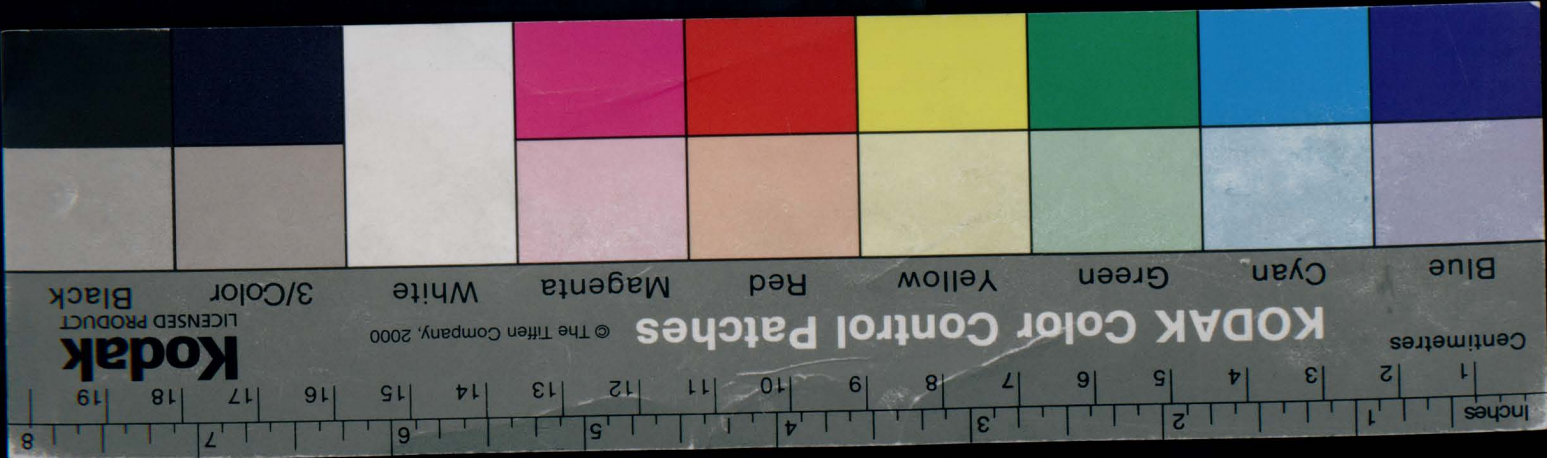 Inches 1 2 3 4 5 6 7 8
Centimetres 1 2 3 4 5 6 7 8 9 10 11 12 13 14 15 16 17 18 19
KODAK Color Control Patches © The Tiffen Company, 2000 Kodak
LICENSED PRODUCT
Blue Cyan Green Yellow Red Magenta White 3/Color Black